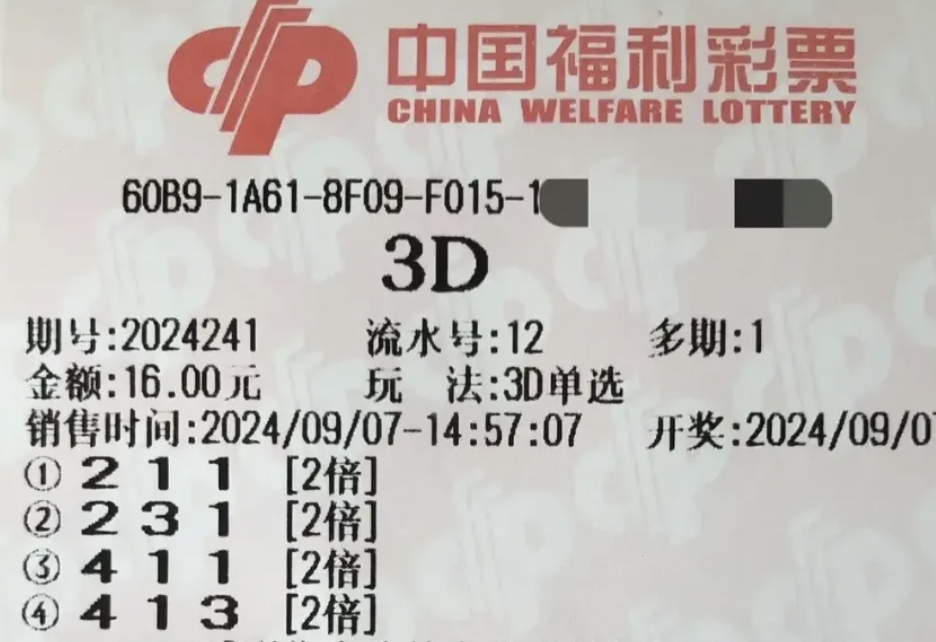 中国福利彩票
CHINA WELFARE LOTTERY
60B9-1A61-8F09-F015-1
3D
期号:2024241 流水号:12 多期:1
金额:16.00元 玩 法:3D单选
销售时间:2024/09/07-14:57:07 开奖:2024/09/07
① 2 1 1 [2倍]
② 2 3 1 [2倍]
③ 4 1 1 [2倍]
④ 4 1 3 [2倍]